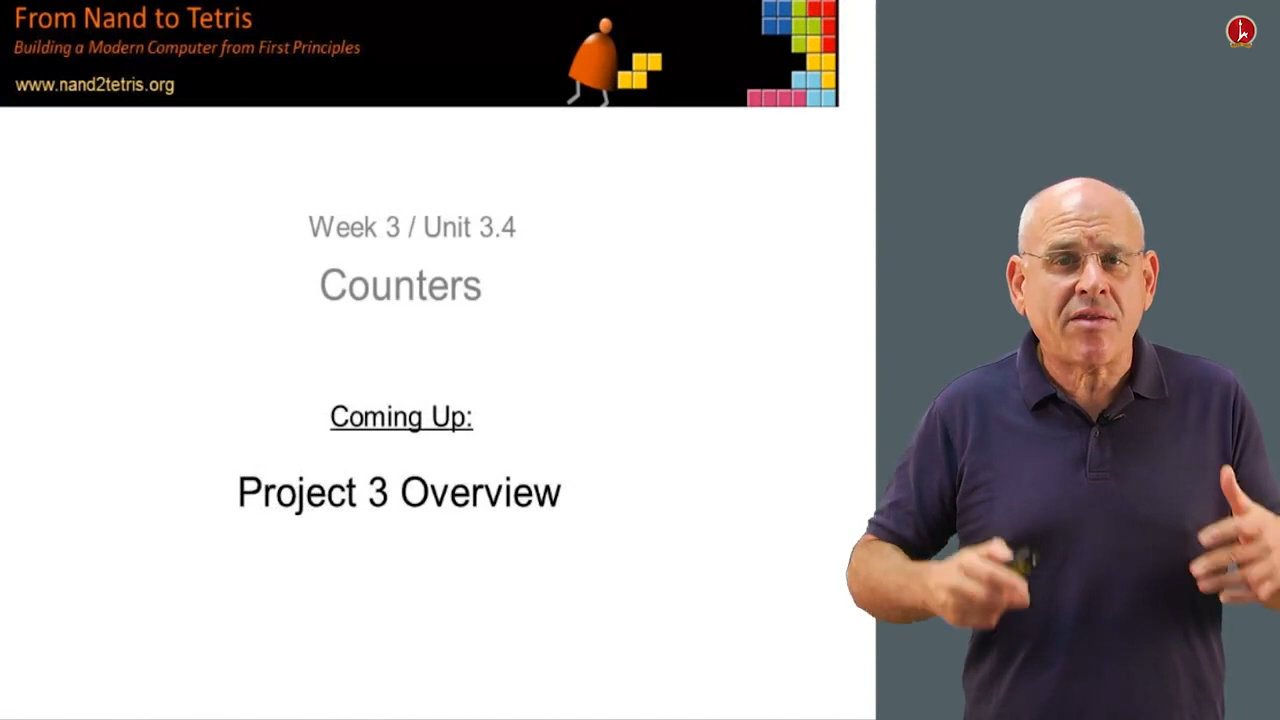 From Nand to Tetris
Building a Modern Computer from First Principles
www.nand2tetris.org
Week 3 / Unit 3.4
Counters
Coming Up:
Project 3 Overview